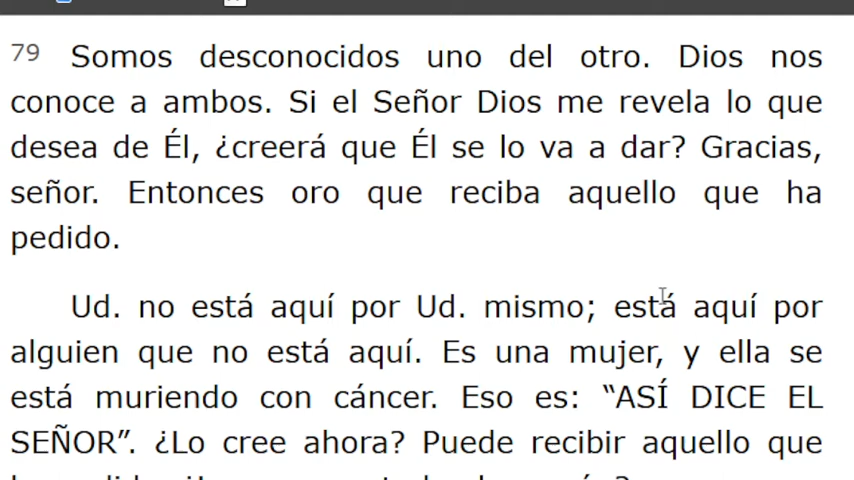 79 Somos desconocidos uno del otro. Dios nos
conoce a ambos. Si el Señor Dios me revela lo que
desea de Él, ¿creerá que Él se lo va a dar? Gracias,
señor. Entonces oro que reciba aquello que ha
pedido.
Ud. no está aquí por Ud. mismo; está aquí por
alguien que no está aquí. Es una mujer, y ella se
está muriendo con cáncer. Eso es: “ASÍ DICE EL
SEÑOR”. ¿Lo cree ahora? Puede recibir aquello que